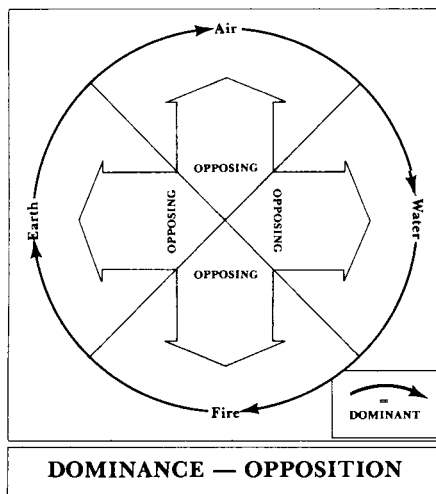 Air
OPPOSING
Earth
OPPOSING
OPPOSING
Water
OPPOSING
Fire
=
DOMINANT
DOMINANCE — OPPOSITION